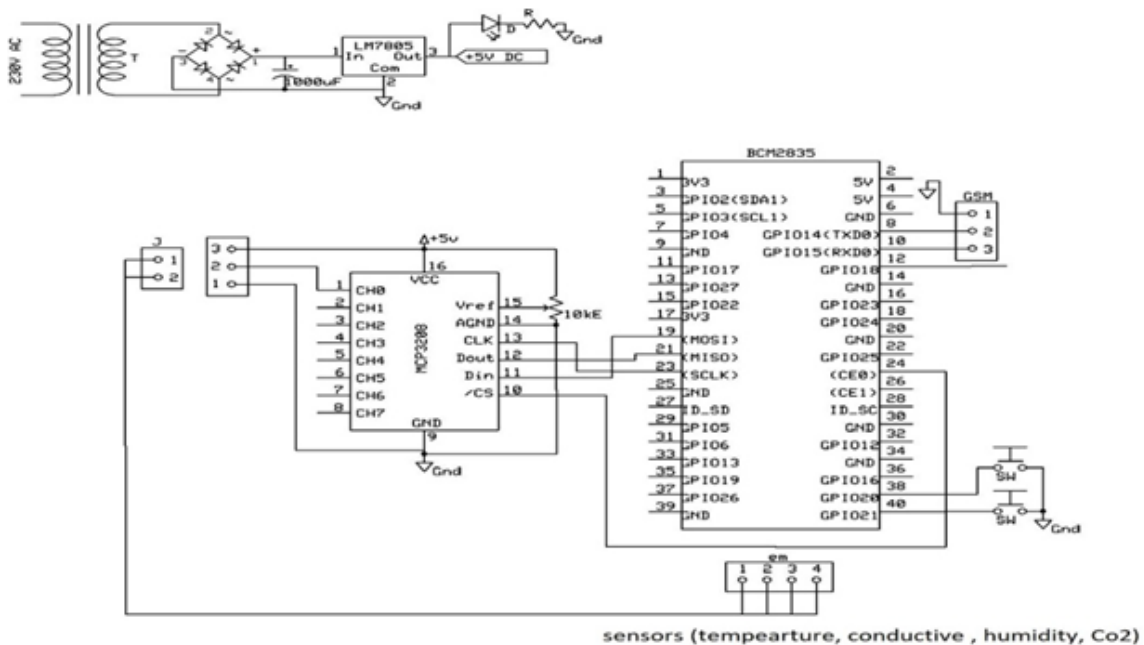 230V AC
T
2
~
-
3
+
1
4
~
1000uF
1
LM7805
In Out
Com
3
2
Gnd
D
R
Gnd
+5V DC
BCM2835
1 3V3
3 GPIO2(SDA1)
5 GPIO3(SCL1)
7 GPIO4
9 GND
11 GPIO17
13 GPIO27
15 GPIO22
17 3V3
19 (MOSI)
21 (MISO)
23 (SCLK)
25 GND
27 ID_SD
29 GPIO5
31 GPIO6
33 GPIO13
35 GPIO19
37 GPIO26
39 GND
5V 2
5V 4
GND 6
GPIO14(TXD0) 8
GPIO15(RXD0) 10
GPIO18 12
GND 14
GPIO23 16
GPIO24 18
GND 20
GPIO25 22
(CE0) 24
(CE1) 26
ID_SC 28
GND 30
GPIO12 32
GND 34
GPIO16 36
GPIO20 38
GPIO21 40
GSM
1
2
3
J
1
2
3
2
1
+5v
16
VCC
MCP3208
1 CH0
2 CH1
3 CH2
4 CH3
5 CH4
6 CH5
7 CH6
8 CH7
Vref 15
AGND 14
CLK 13
Dout 12
Din 11
/CS 10
GND
9
Gnd
10kE
SW
SW
Gnd
em
1 2 3 4
sensors (tempearture, conductive , humidity, Co2)